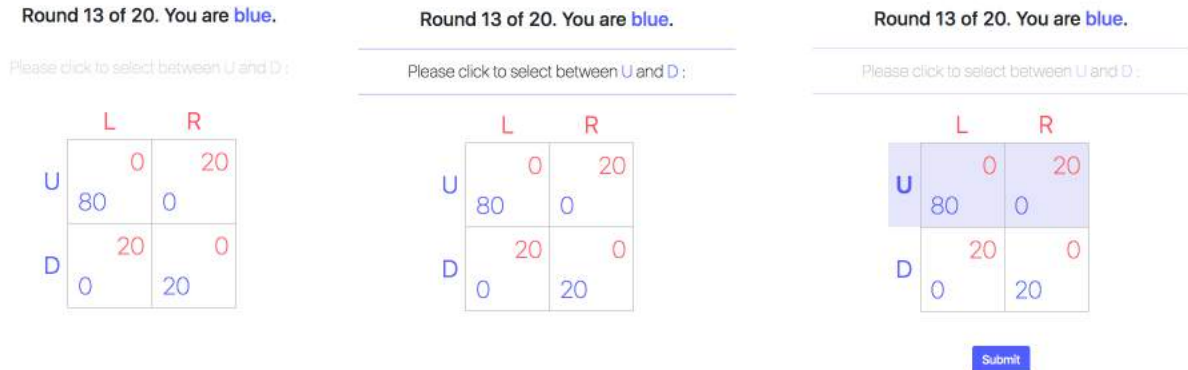 Round 13 of 20. You are blue.
Please click to select between U and D :
L R
U 0 20
80 0
D 20 0
0 20
Round 13 of 20. You are blue.
Please click to select between U and D :
L R
U 0 20
80 0
D 20 0
0 20
Round 13 of 20. You are blue.
Please click to select between U and D :
L R
U 0 20
80 0
D 20 0
0 20
Submit